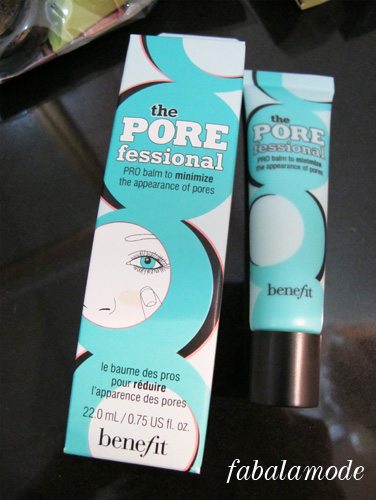 the
PORE
fessional
PRO balm to minimize
the appearance of pores
le baume des pros
pour réduire
l'apparence des pores
22.0 mL / 0.75 US fl. oz.
benefit
the
PORE
fessional
PRO balm to minimize
the appearance of pores
benefit
fabalamode